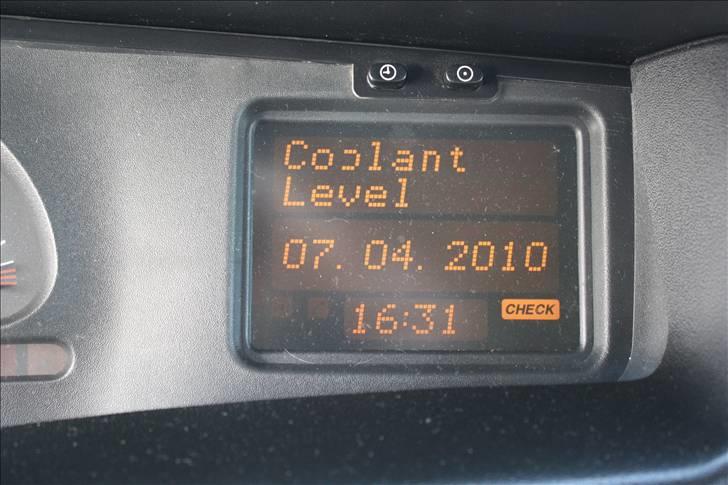 Coolant
Level
07. 04. 2010
16:31
CHECK